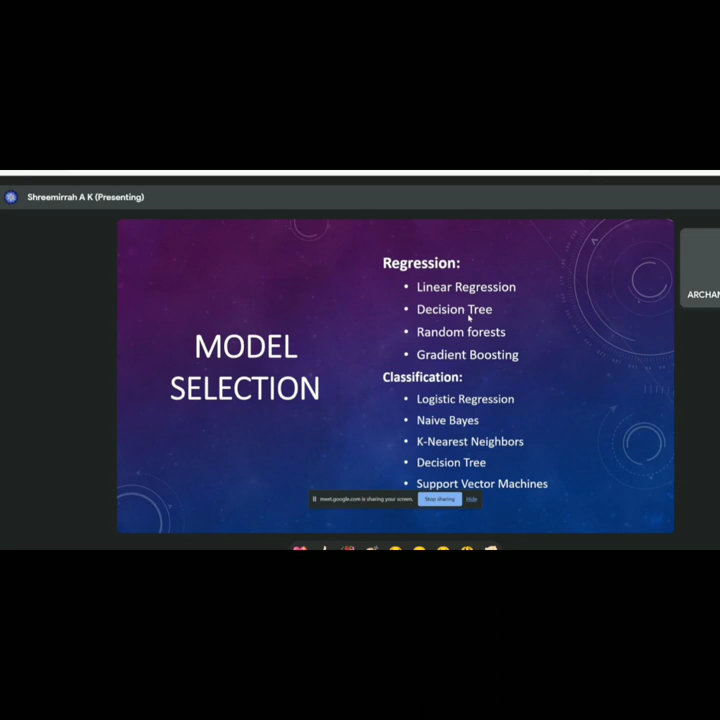 Shreemirrah A K (Presenting)
MODEL
SELECTION
Regression:
• Linear Regression
• Decision Tree
• Random forests
• Gradient Boosting
Classification:
• Logistic Regression
• Naive Bayes
• K-Nearest Neighbors
• Decision Tree
• Support Vector Machines
meet.google.com is sharing your screen. Stop sharing Hide